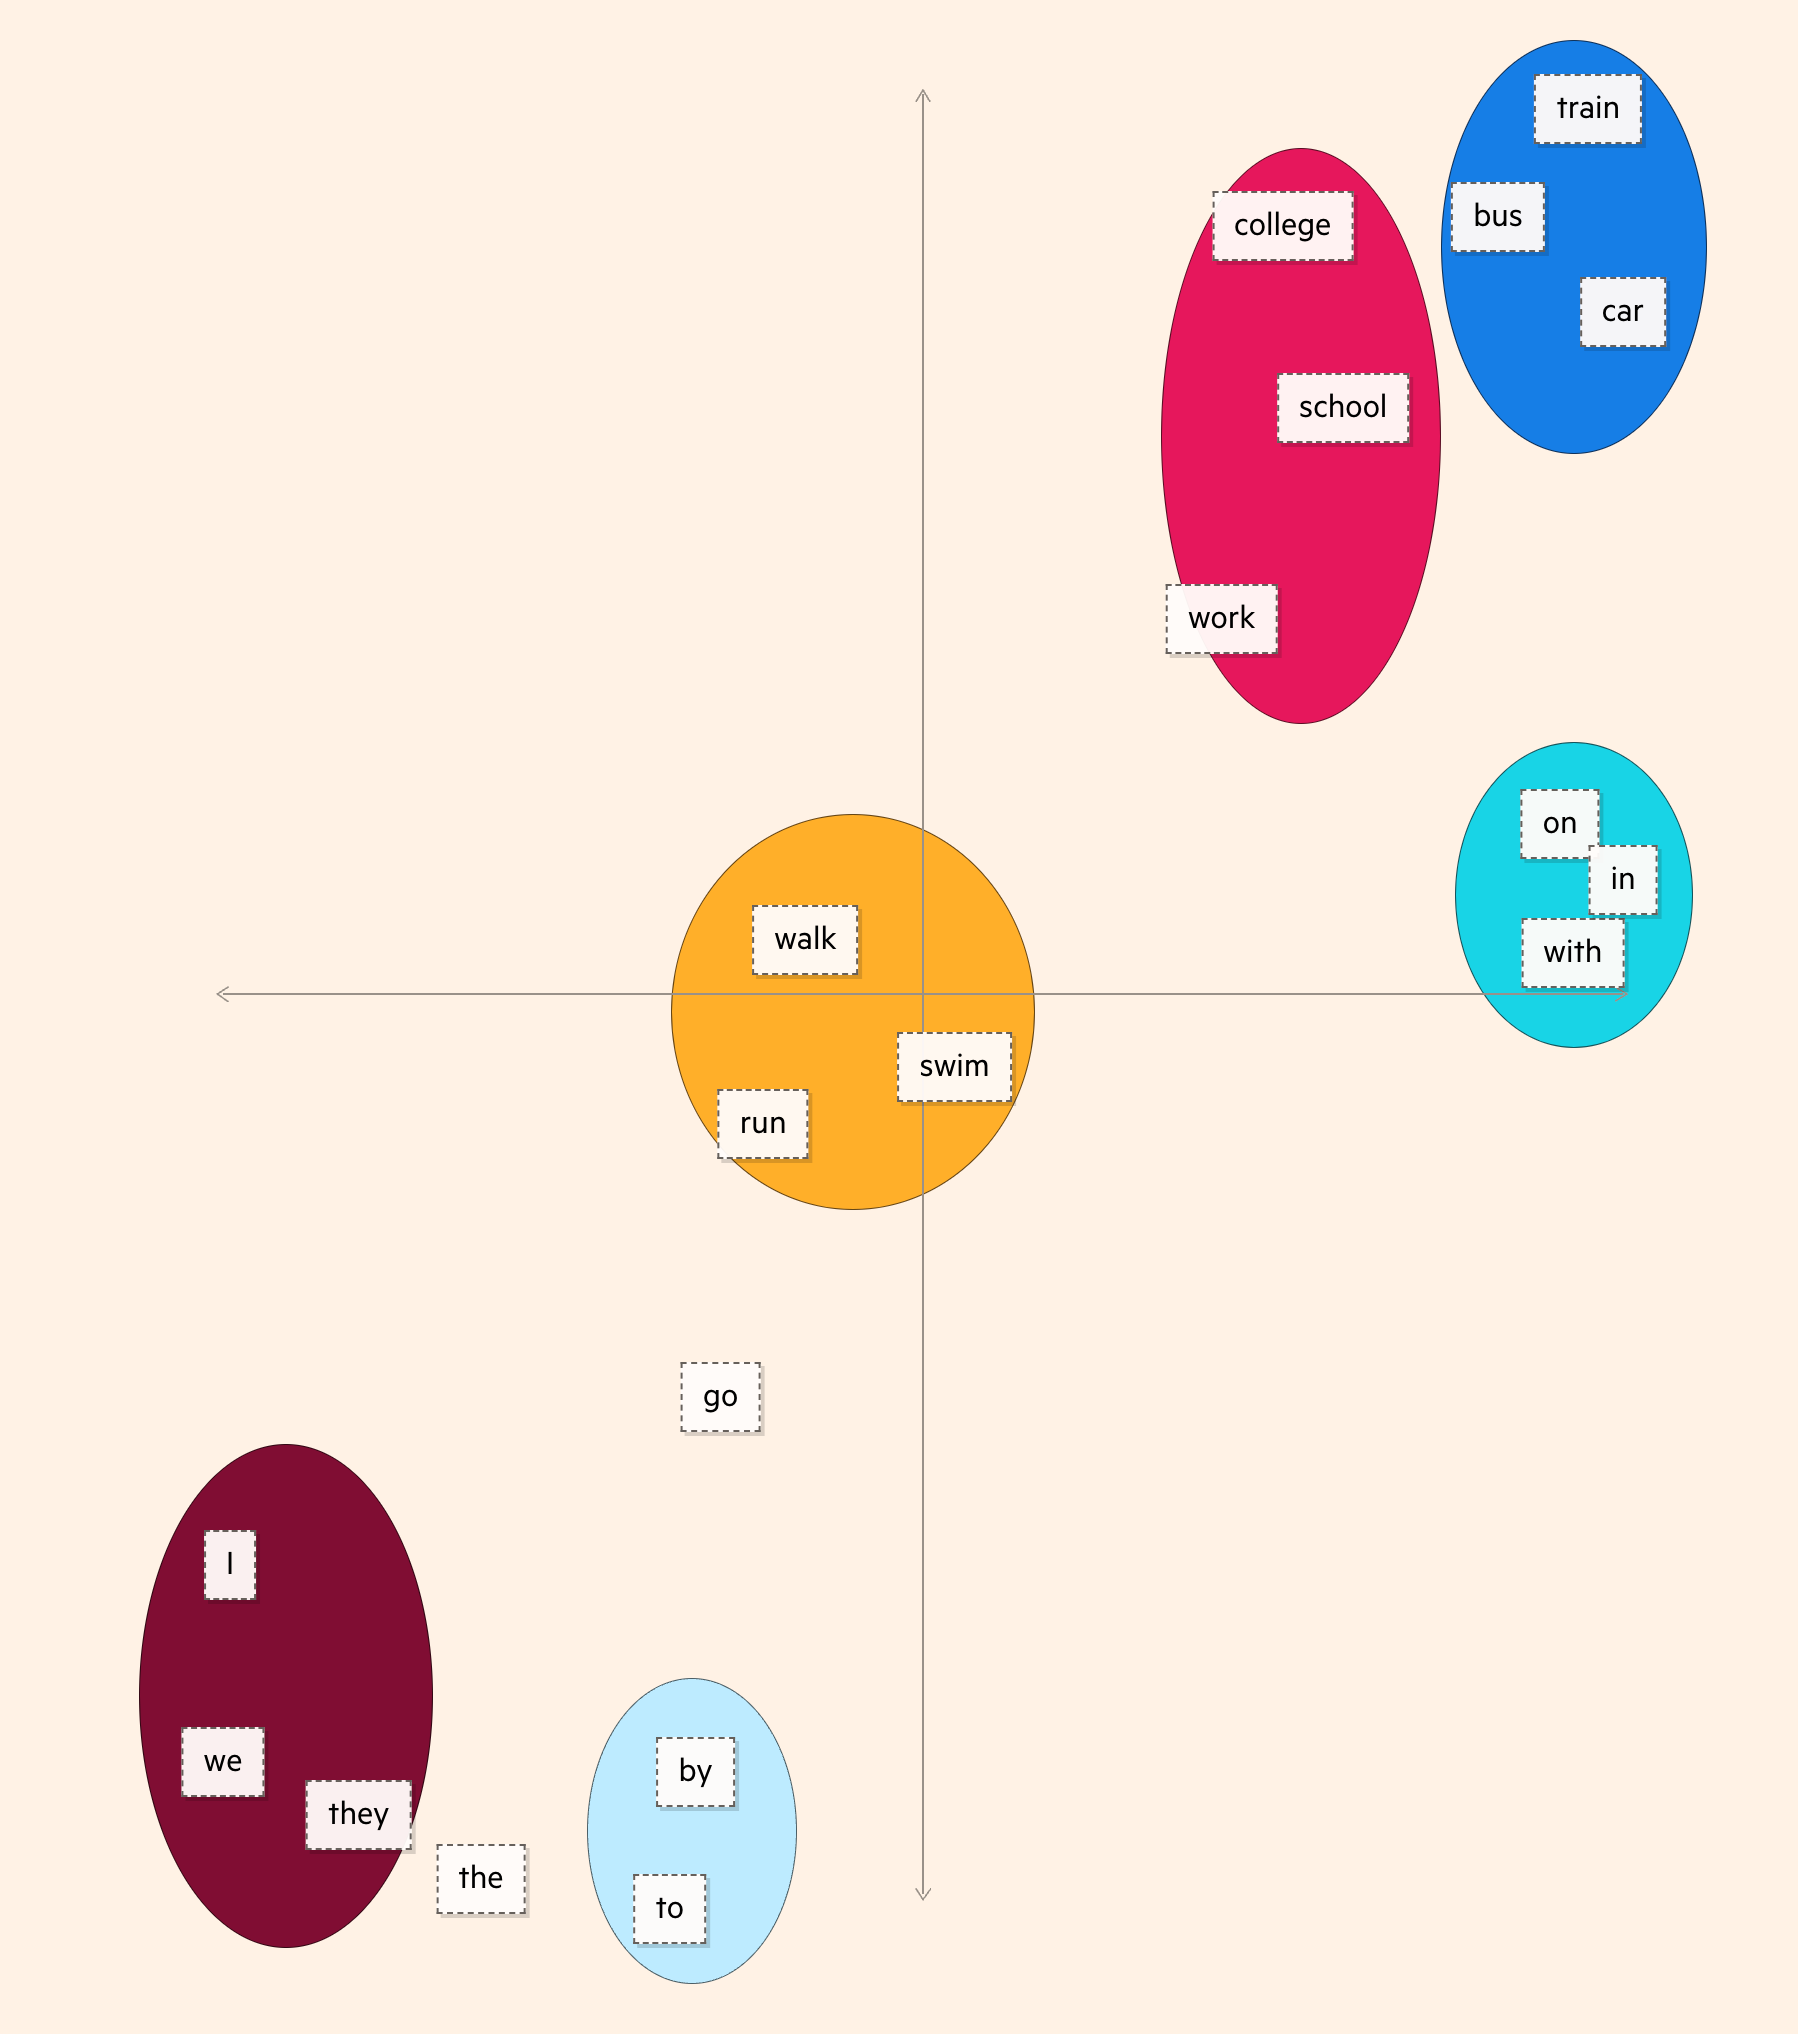 train
bus
college
car
school
work
on
in
with
walk
swim
run
go
I
we
they
by
the
to